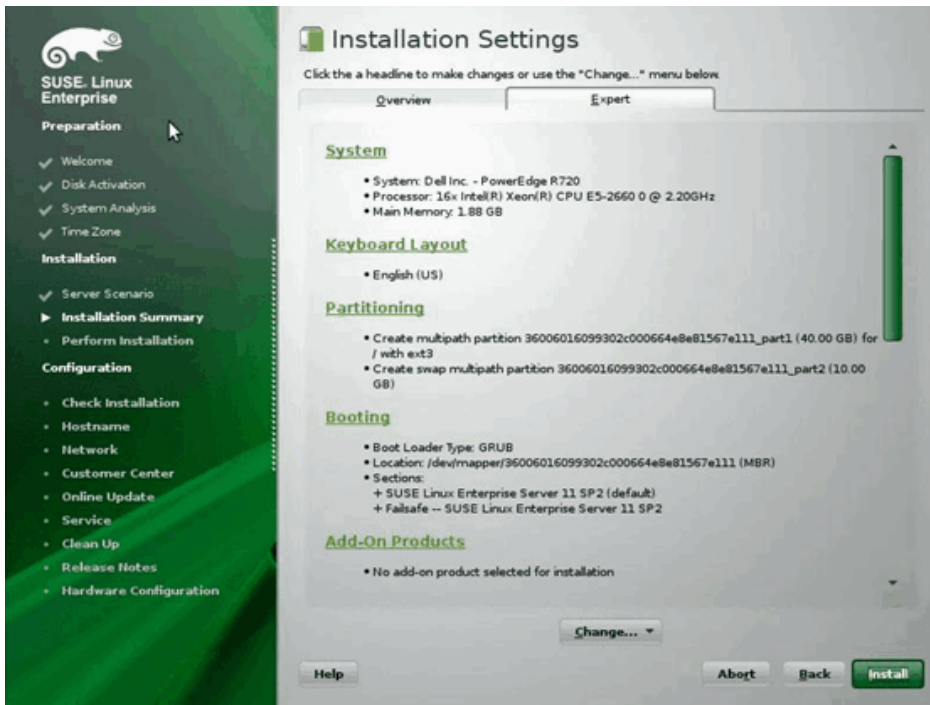 SUSE. Linux
Enterprise
Preparation
Welcome
Disk Activation
System Analysis
Time Zone
Installation
Server Scenario
Installation Summary
Perform Installation
Configuration
Check Installation
Hostname
Network
Customer Center
Online Update
Service
Clean Up
Release Notes
Hardware Configuration
Installation Settings
Click the a headline to make changes or use the "Change..." menu below.
Overview
Expert
System
• System: Dell Inc. - PowerEdge R720
• Processor: 16x Intel(R) Xeon(R) CPU E5-2660 0 @ 2.20GHz
• Main Memory: 1.88 GB
Keyboard Layout
• English (US)
Partitioning
• Create multipath partition 36006016099302c000664e8e81567e111_part1 (40.00 GB) for
/ with ext3
• Create swap multipath partition 36006016099302c000664e8e81567e111_part2 (10.00
GB)
Booting
• Boot Loader Type: GRUB
• Location: /dev/mapper/36006016099302c000664e8e81567e111 (MBR)
• Sections:
+ SUSE Linux Enterprise Server 11 SP2 (default)
+ Failsafe -- SUSE Linux Enterprise Server 11 SP2
Add-On Products
• No add-on product selected for installation
Change...
Help
Abort
Back
Install